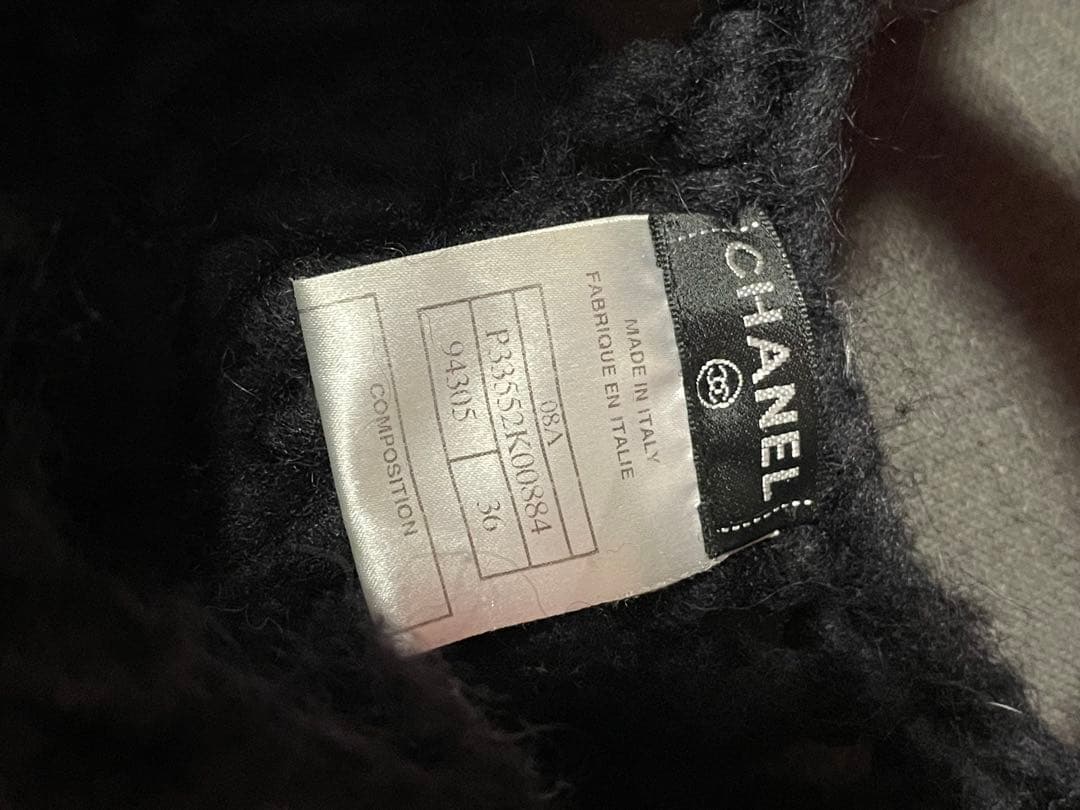 CHANEL
MADE IN ITALY
FABRIQUE EN ITALIE
08A
P33552K00884
94305 36
COMPOSITION